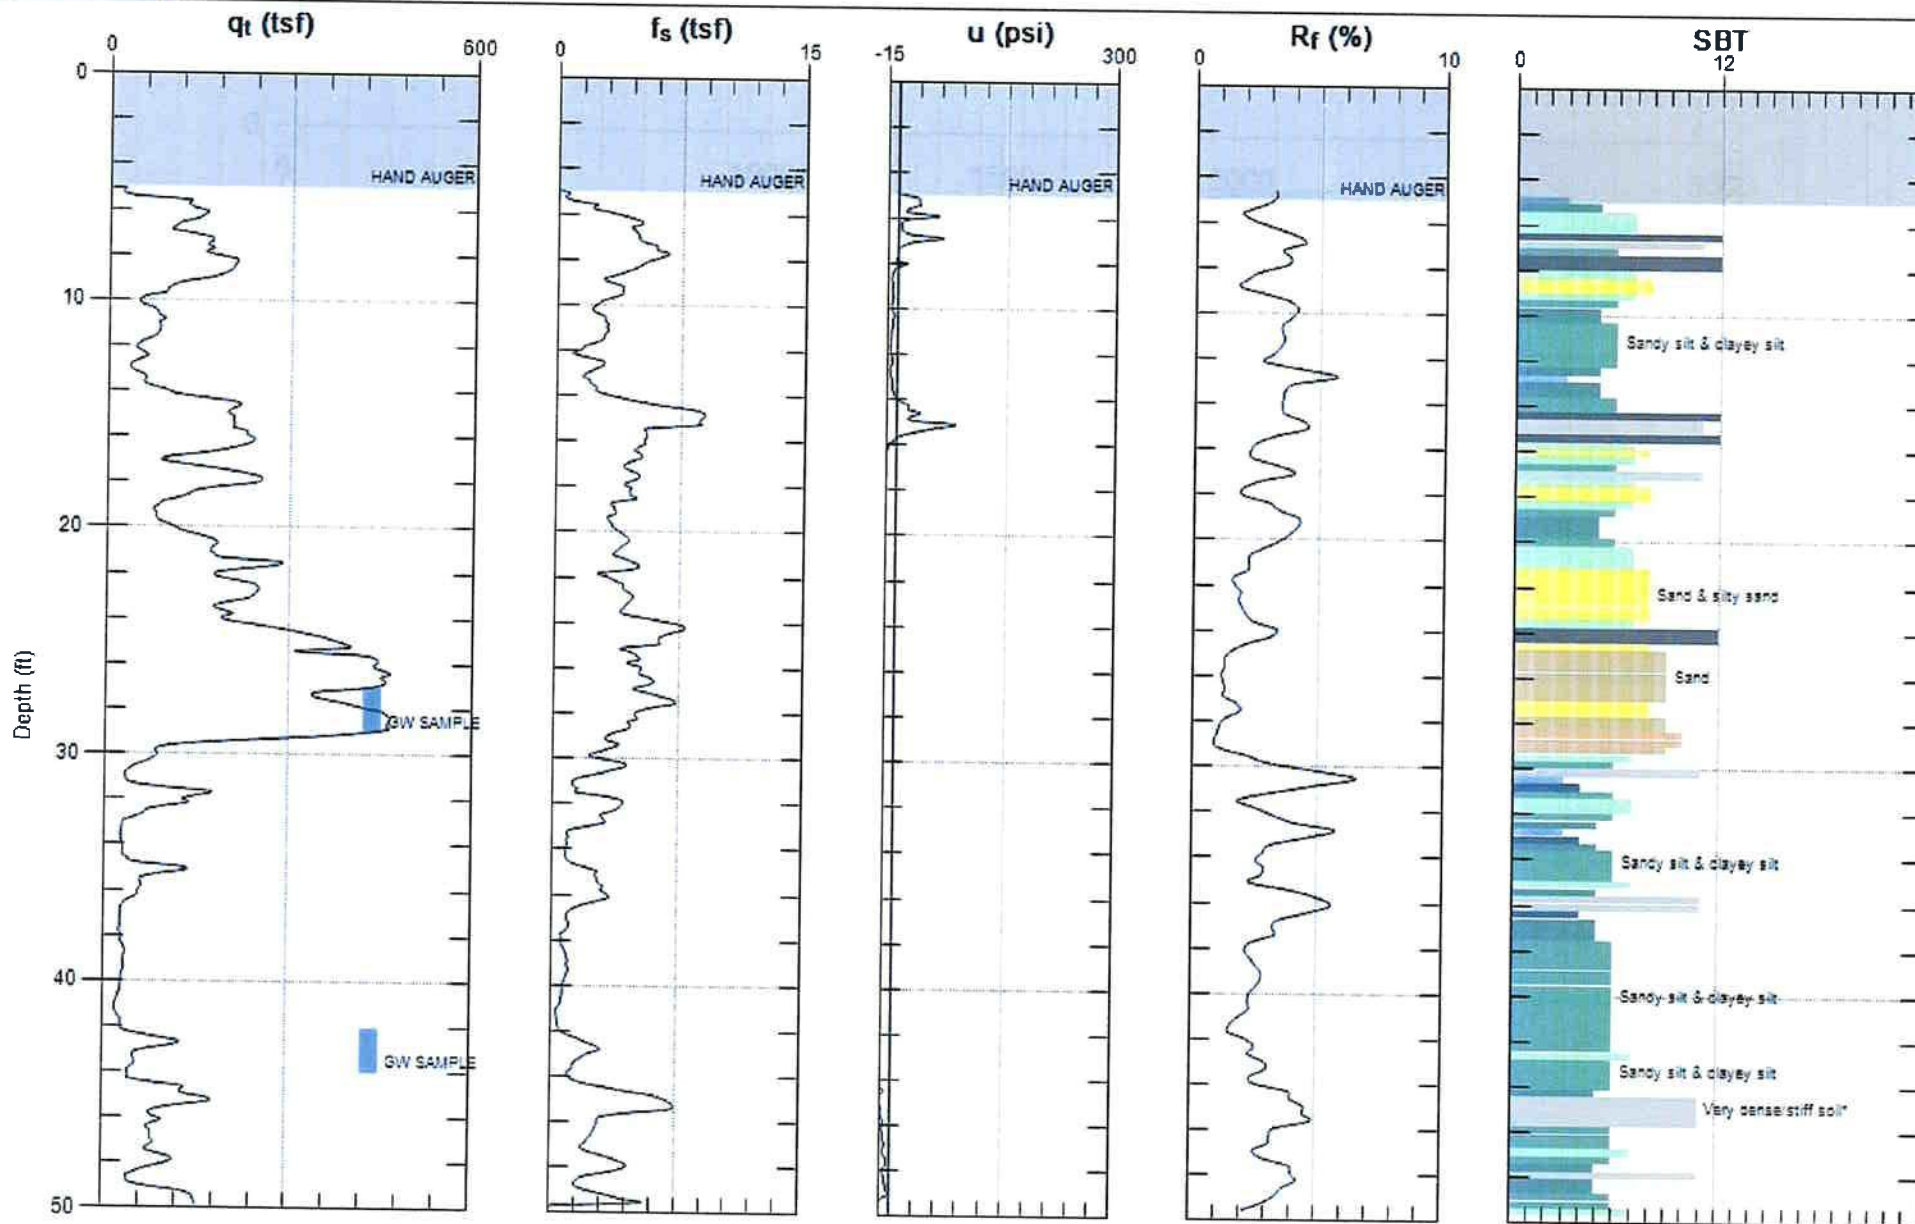 qt (tsf)
fs (tsf)
u (psi)
Rf (%)
SBT
0
600
0
15
-15
300
0
10
0
12
0
HAND AUGER
HAND AUGER
HAND AUGER
HAND AUGER
10
Sandy silt & clayey silt
20
Sand & silty sand
Depth (ft)
Sand
GW SAMPLE
30
Sandy silt & clayey silt
40
Sandy silt & clayey silt
GW SAMPLE
Sandy silt & clayey silt
Very dense/stiff soil*
50